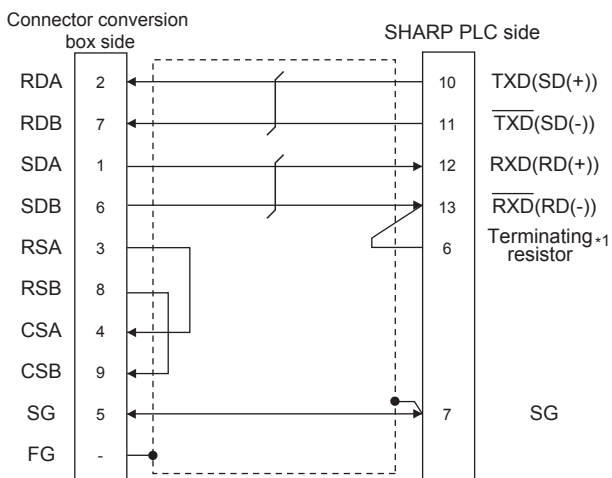 Connector conversion
box side
SHARP PLC side
RDA 2 10 TXD(SD(+))
RDB 7 11 TXD(SD(-))
SDA 1 12 RXD(RD(+))
SDB 6 13 RXD(RD(-))
RSA 3 6 Terminating *1
resistor
RSB 8
CSA 4
CSB 9
SG 5 7 SG
FG -